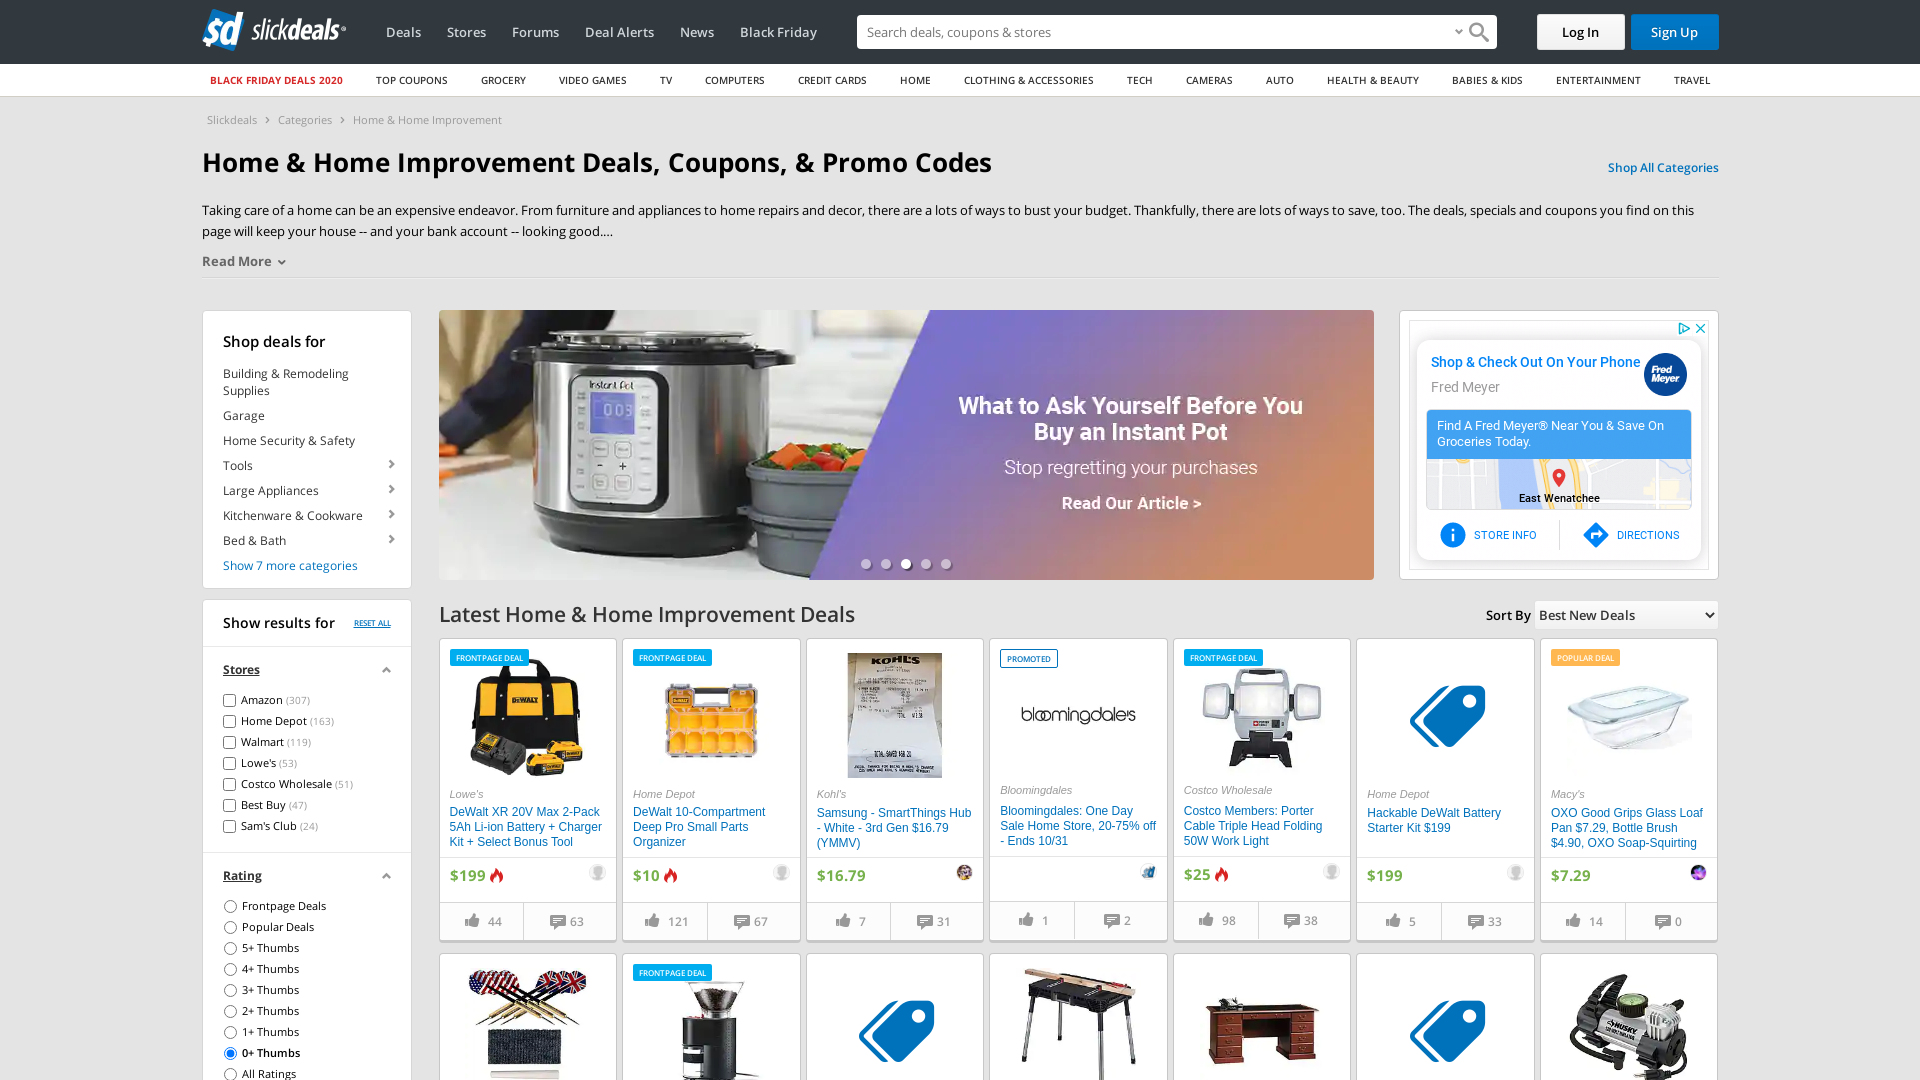 sd slickdeals
Deals
Stores
Forums
Deal Alerts
News
Black Friday
Search deals, coupons & stores
Log In
Sign Up
BLACK FRIDAY DEALS 2020
TOP COUPONS
GROCERY
VIDEO GAMES
TV
COMPUTERS
CREDIT CARDS
HOME
CLOTHING & ACCESSORIES
TECH
CAMERAS
AUTO
HEALTH & BEAUTY
BABIES & KIDS
ENTERTAINMENT
TRAVEL
Slickdeals > Categories > Home & Home Improvement
Home & Home Improvement Deals, Coupons, & Promo Codes
Shop All Categories
Taking care of a home can be an expensive endeavor. From furniture and appliances to home repairs and decor, there are a lots of ways to bust your budget. Thankfully, there are lots of ways to save, too. The deals, specials and coupons you find on this
page will keep your house -- and your bank account -- looking good....
Read More
Shop deals for
Building & Remodeling
Supplies
Garage
Home Security & Safety
Tools
Large Appliances
Kitchenware & Cookware
Bed & Bath
Show 7 more categories
Instant Pot
What to Ask Yourself Before You
Buy an Instant Pot
Stop regretting your purchases
Read Our Article >
Shop & Check Out On Your Phone
Fred Meyer
Fred
Meyer
Find A Fred Meyer® Near You & Save On
Groceries Today.
East Wenatchee
STORE INFO
DIRECTIONS
Show results for
RESET ALL
Stores
Amazon (307)
Home Depot (163)
Walmart (119)
Lowe's (53)
Costco Wholesale (51)
Best Buy (47)
Sam's Club (24)
Rating
Frontpage Deals
Popular Deals
5+ Thumbs
4+ Thumbs
3+ Thumbs
2+ Thumbs
1+ Thumbs
0+ Thumbs
All Ratings
Latest Home & Home Improvement Deals
Sort By
Best New Deals
FRONTPAGE DEAL
DEWALT
Lowe's
DeWalt XR 20V Max 2-Pack
5Ah Li-ion Battery + Charger
Kit + Select Bonus Tool
$199
44
63
FRONTPAGE DEAL
Home Depot
DeWalt 10-Compartment
Deep Pro Small Parts
Organizer
$10
121
67
KOHL'S
Kohl's
Samsung - SmartThings Hub
- White - 3rd Gen $16.79
(YMMV)
$16.79
7
31
PROMOTED
bloomingdale's
Bloomingdales
Bloomingdales: One Day
Sale Home Store, 20-75% off
- Ends 10/31
1
2
FRONTPAGE DEAL
Costco Wholesale
Costco Members: Porter
Cable Triple Head Folding
50W Work Light
$25
98
38
Home Depot
Hackable DeWalt Battery
Starter Kit $199
$199
5
33
POPULAR DEAL
Macy's
OXO Good Grips Glass Loaf
Pan $7.29, Bottle Brush
$4.90, OXO Soap-Squirting
$7.29
14
0
FRONTPAGE DEAL
HUSKY